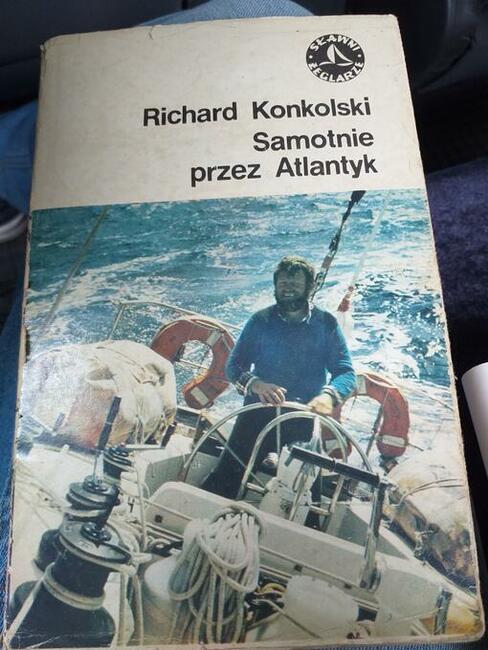 SŁAWNI
ŻEGLARZE
Richard Konkolski
Samotnie
przez Atlantyk